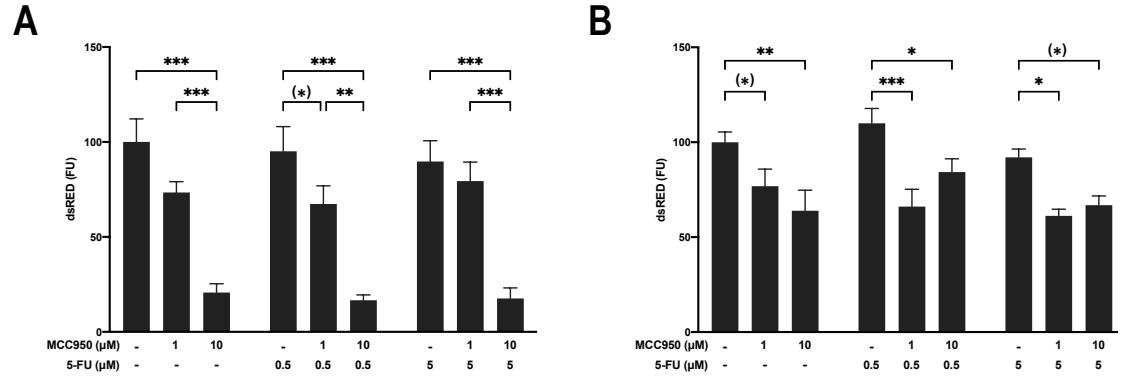 A
150
100
50
0
dsRED (FU)
*** *** ***
*** (*) ** ***
MCC950 (µM) - 1 10 - 1 10 - 1 10
5-FU (µM) - - - 0.5 0.5 0.5 5 5 5
B
150
100
50
0
dsRED (FU)
** * (*)
(*) *** *
MCC950 (µM) - 1 10 - 1 10 - 1 10
5-FU (µM) - - - 0.5 0.5 0.5 5 5 5